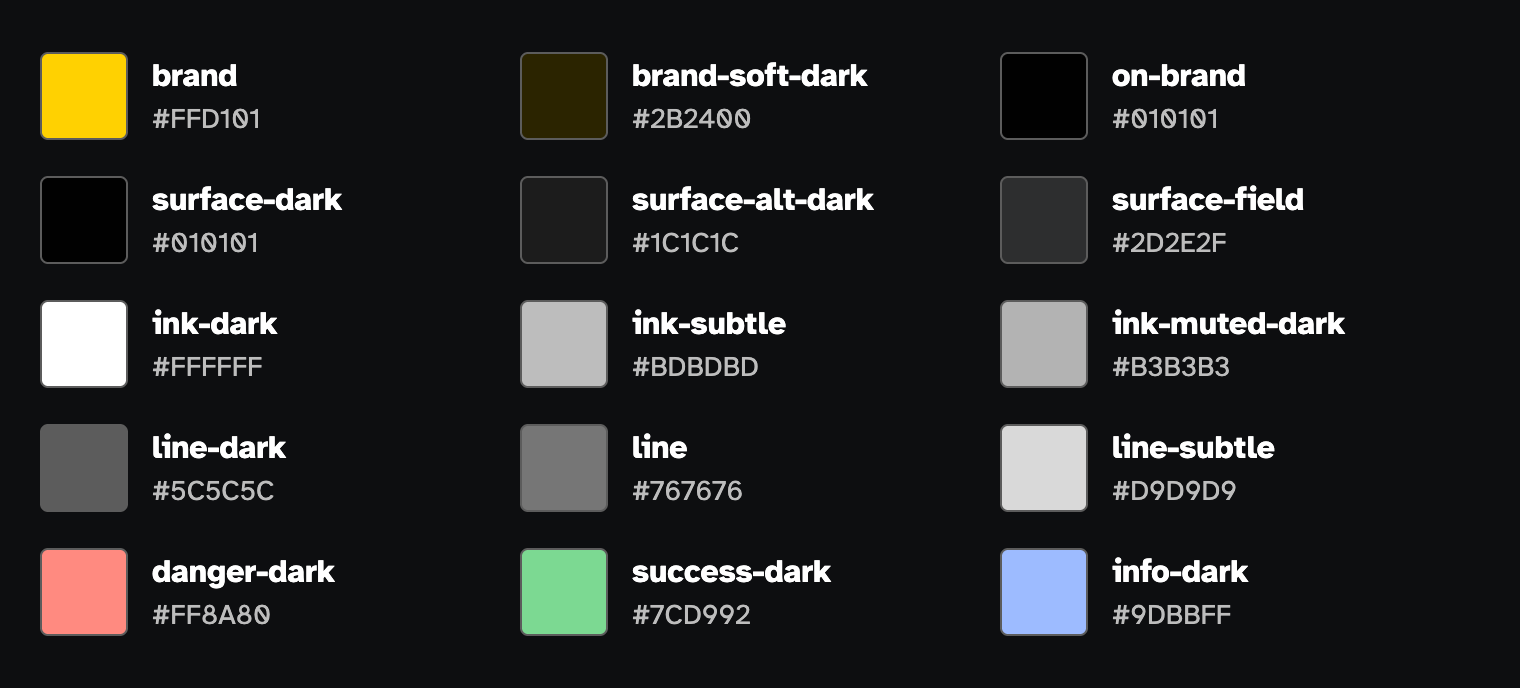 brand
#FFD101
brand-soft-dark
#2B2400
on-brand
#010101
surface-dark
#010101
surface-alt-dark
#1C1C1C
surface-field
#2D2E2F
ink-dark
#FFFFFF
ink-subtle
#BDBDBD
ink-muted-dark
#B3B3B3
line-dark
#5C5C5C
line
#767676
line-subtle
#D9D9D9
danger-dark
#FF8A80
success-dark
#7CD992
info-dark
#9DBBFF